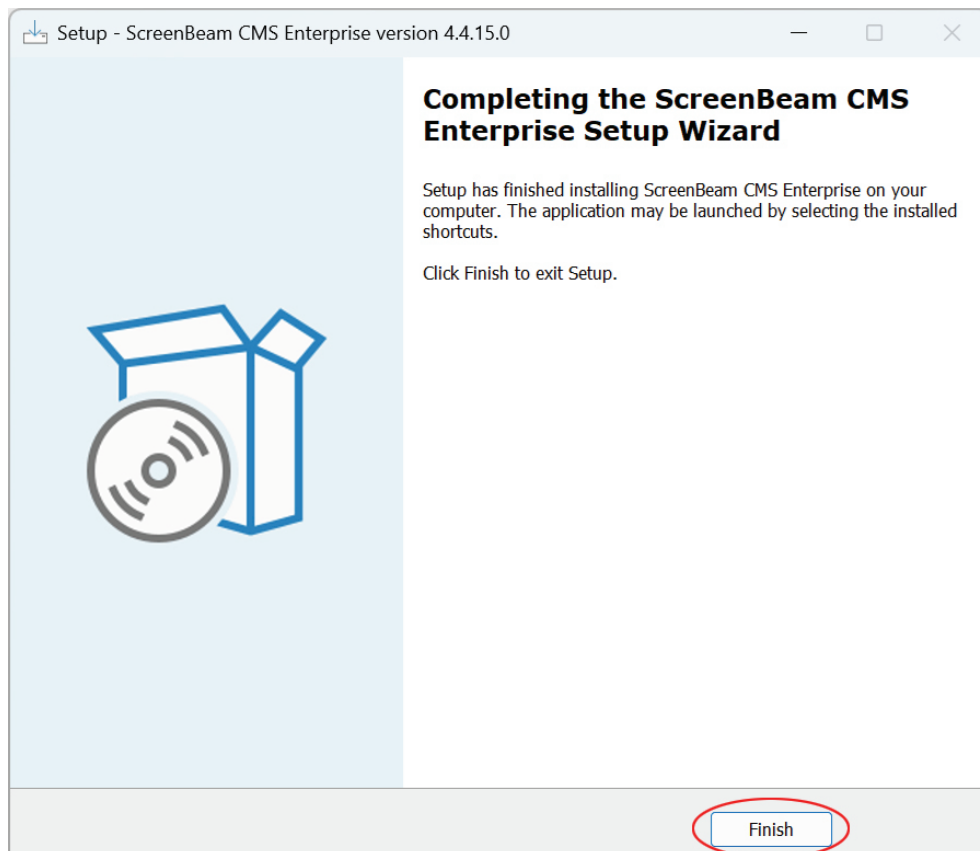 Setup - ScreenBeam CMS Enterprise version 4.4.15.0
Completing the ScreenBeam CMS
Enterprise Setup Wizard
Setup has finished installing ScreenBeam CMS Enterprise on your
computer. The application may be launched by selecting the installed
shortcuts.
Click Finish to exit Setup.
Finish